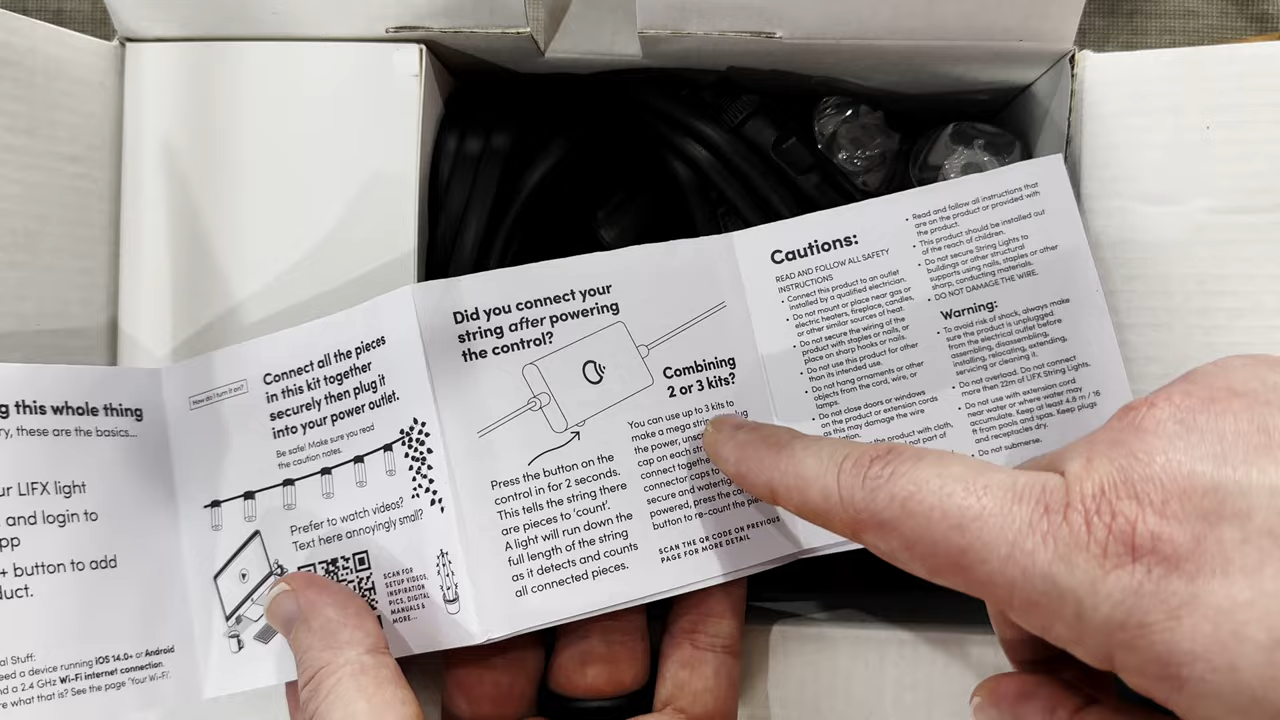 g this whole thing
ry, these are the basics...
ur LIFX light
and login to
pp
+ button to add
uct.
al Stuff:
eed a device running iOS 14.0+ or Android
nd a 2.4 GHz Wi-Fi internet connection.
re what that is? See the page 'Your Wi-Fi'.
How do I turn it on?
Connect all the pieces
in this kit together
securely then plug it
into your power outlet.
Be safe! Make sure you read
the caution notes.
Prefer to watch videos?
Text here annoyingly small?
SCAN FOR
SETUP VIDEOS,
INSPIRATION
PICS, DIGITAL
MANUALS &
MORE...
Did you connect your
string after powering
the control?
Press the button on the
control in for 2 seconds.
This tells the string there
are pieces to 'count'.
A light will run down the
full length of the string
as it detects and counts
all connected pieces.
Combining
2 or 3 kits?
You can use up to 3 kits to
make a mega string
plug
the power,
cap on each
connect
connector caps to
secure and
powered, press the
button to re-count the
SCAN THE QR CODE ON PREVIOUS
PAGE FOR MORE DETAIL
Cautions:
READ AND FOLLOW ALL SAFETY
INSTRUCTIONS
• Connect this product to an outlet
installed by a qualified electrician.
• Do not mount or place near gas or
electric heaters, fireplace, candles,
or other similar sources of heat.
• Do not secure the wiring of the
product with staples or nails, or
place on sharp hooks or nails.
• Do not use this product for other
than its intended use.
• Do not hang ornaments or other
objects from the cord, wire, or
lamps.
• Do not close doors or windows
on the product or extension cords
as this may damage the wire
the product with cloth,
not part of
• Read and follow all instructions that
are on the product or provided with
the product.
• This product should be installed out
of the reach of children.
• Do not secure String Lights to
buildings or other structural
supports using nails, staples or other
sharp, conducting materials.
• DO NOT DAMAGE THE WIRE.
Warning:
• To avoid risk of shock, always make
sure the product is unplugged
from the electrical outlet before
assembling, disassembling,
installing, relocating, extending,
servicing or cleaning it.
• Do not overload. Do not connect
more than 22m of LIFX String Lights.
• Do not use with extension cord
near water or where water may
accumulate. Keep at least 4.8 m / 16
ft from pools and spas. Keep plugs
and receptacles dry.
• Do not submerse.